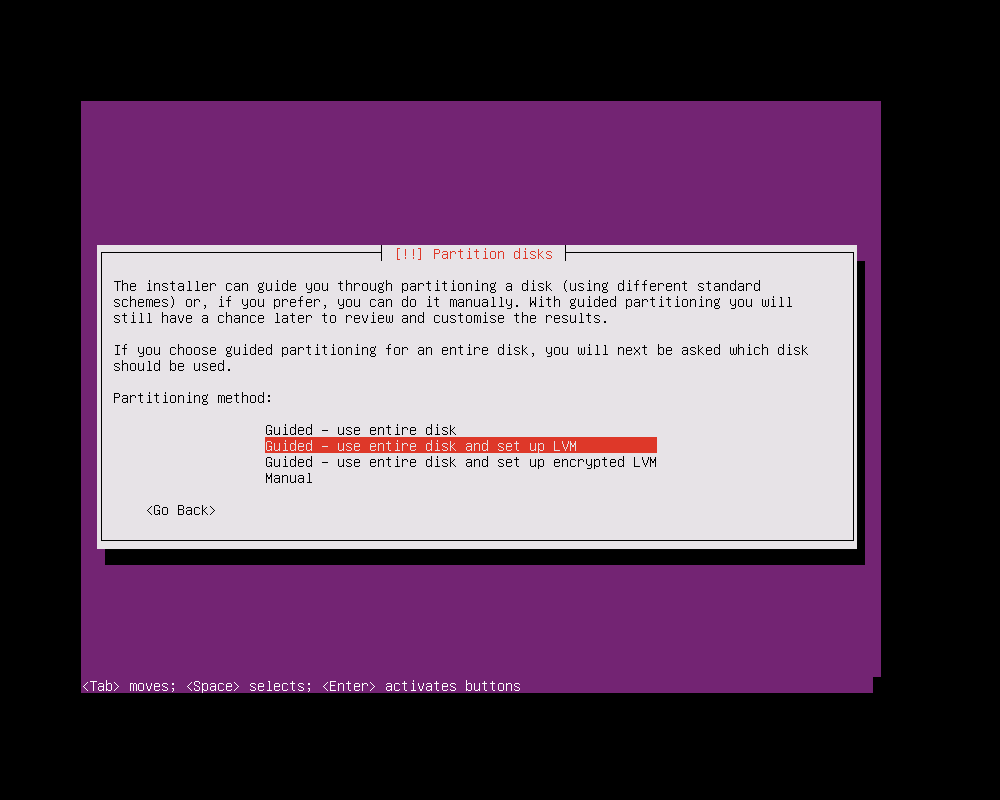 [!!] Partition disks
The installer can guide you through partitioning a disk (using different standard
schemes) or, if you prefer, you can do it manually. With guided partitioning you will
still have a chance later to review and customise the results.
If you choose guided partitioning for an entire disk, you will next be asked which disk
should be used.
Partitioning method:
Guided – use entire disk
Guided – use entire disk and set up LVM
Guided – use entire disk and set up encrypted LVM
Manual
<Go Back>
<Tab> moves; <Space> selects; <Enter> activates buttons